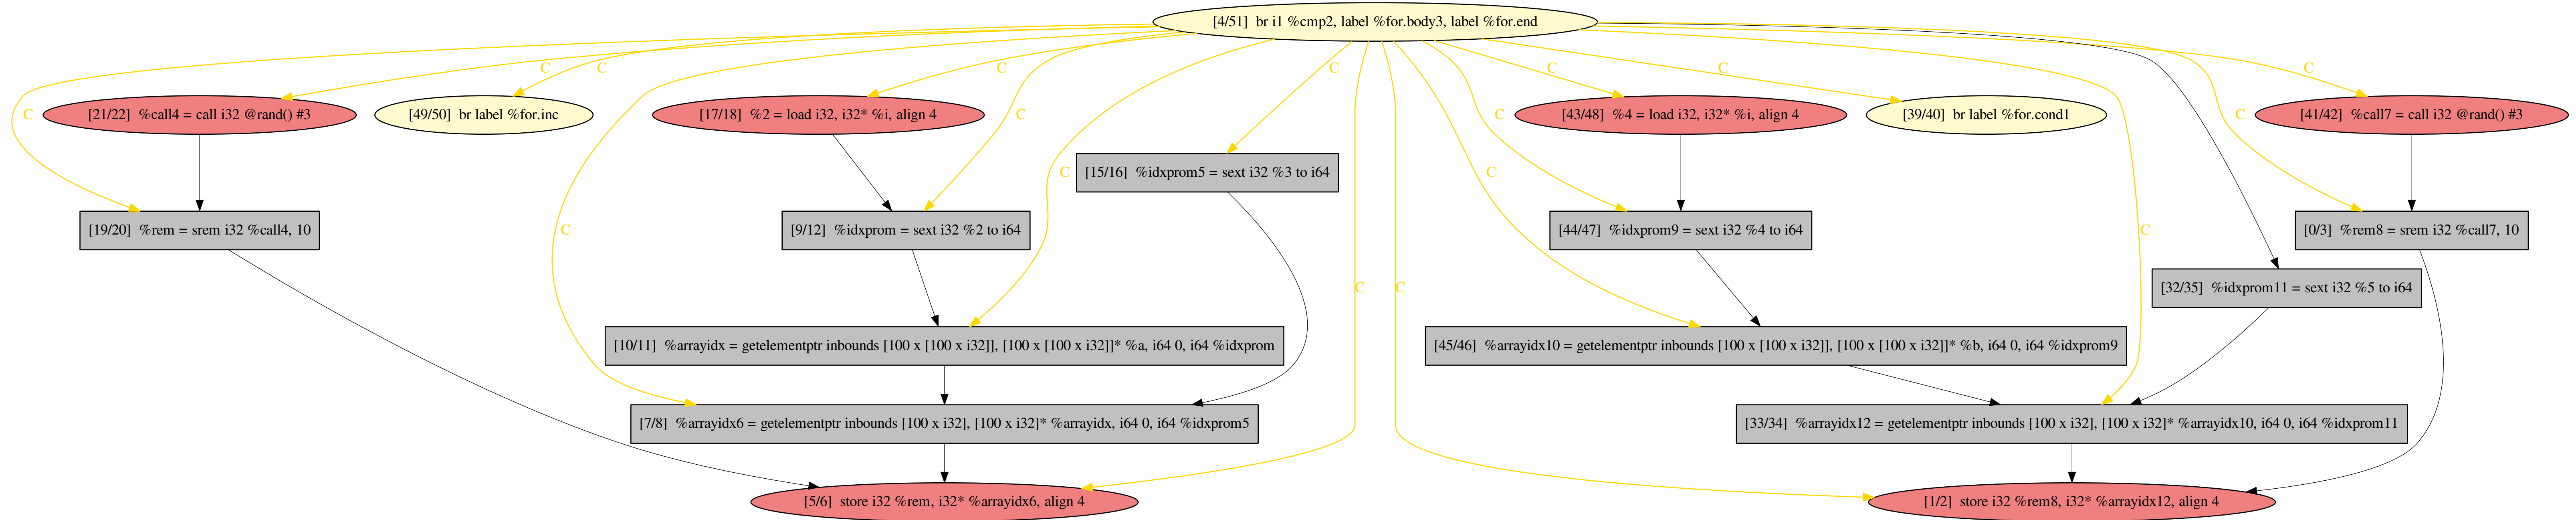 [4/51] br i1 %cmp2, label %for.body3, label %for.end
C
C
C
C
C
C
C
C
[21/22] %call4 = call i32 @rand() #3
[49/50] br label %for.inc
[17/18] %2 = load i32, i32* %i, align 4
[43/48] %4 = load i32, i32* %i, align 4
[39/40] br label %for.cond1
[41/42] %call7 = call i32 @rand() #3
C
C
C
C
C
[15/16] %idxprom5 = sext i32 %3 to i64
C
C
[19/20] %rem = srem i32 %call4, 10
C
[9/12] %idxprom = sext i32 %2 to i64
[44/47] %idxprom9 = sext i32 %4 to i64
C
[0/3] %rem8 = srem i32 %call7, 10
C
C
[32/35] %idxprom11 = sext i32 %5 to i64
[10/11] %arrayidx = getelementptr inbounds [100 x [100 x i32]], [100 x [100 x i32]]* %a, i64 0, i64 %idxprom
[45/46] %arrayidx10 = getelementptr inbounds [100 x [100 x i32]], [100 x [100 x i32]]* %b, i64 0, i64 %idxprom9
[7/8] %arrayidx6 = getelementptr inbounds [100 x i32], [100 x i32]* %arrayidx, i64 0, i64 %idxprom5
[33/34] %arrayidx12 = getelementptr inbounds [100 x i32], [100 x i32]* %arrayidx10, i64 0, i64 %idxprom11
[5/6] store i32 %rem, i32* %arrayidx6, align 4
[1/2] store i32 %rem8, i32* %arrayidx12, align 4